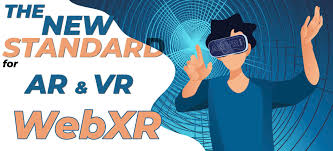 THE NEW
STANDARD
for
AR & VR
WebXR